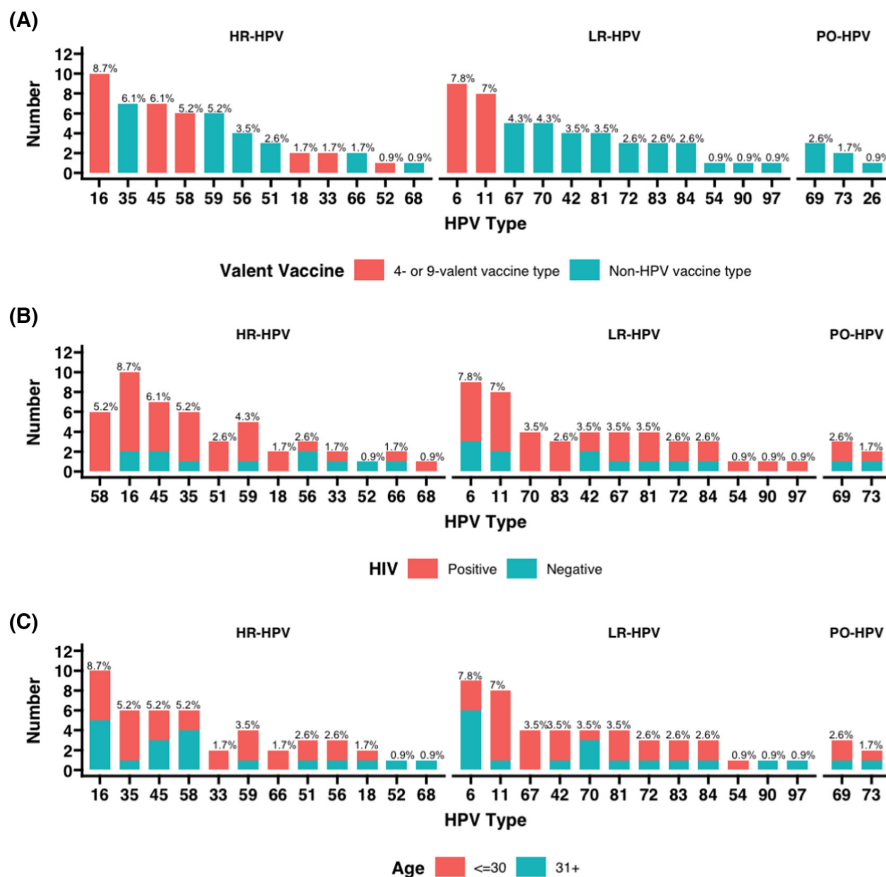 (A)
HR-HPV LR-HPV PO-HPV
12
10
8
6
4
2
0
Number
8.7% 6.1% 6.1% 5.2% 5.2% 3.5% 2.6% 1.7% 1.7% 1.7% 0.9% 0.9% 7.8% 7% 4.3% 4.3% 3.5% 3.5% 2.6% 2.6% 2.6% 0.9% 0.9% 0.9% 2.6% 1.7% 0.9%
16 35 45 58 59 56 51 18 33 66 52 68 6 11 67 70 42 81 72 83 84 54 90 97 69 73 26
HPV Type
Valent Vaccine 4- or 9-valent vaccine type Non-HPV vaccine type
(B)
HR-HPV LR-HPV PO-HPV
12
10
8
6
4
2
0
Number
5.2% 8.7% 6.1% 5.2% 2.6% 4.3% 1.7% 2.6% 1.7% 0.9% 1.7% 0.9% 7.8% 7% 3.5% 2.6% 3.5% 3.5% 3.5% 2.6% 2.6% 0.9% 0.9% 0.9% 2.6% 1.7%
58 16 45 35 51 59 18 56 33 52 66 68 6 11 70 83 42 67 81 72 84 54 90 97 69 73
HPV Type
HIV Positive Negative
(C)
HR-HPV LR-HPV PO-HPV
12
10
8
6
4
2
0
Number
8.7% 5.2% 5.2% 5.2% 1.7% 3.5% 1.7% 2.6% 2.6% 1.7% 0.9% 0.9% 7.8% 7% 3.5% 3.5% 3.5% 3.5% 2.6% 2.6% 2.6% 0.9% 0.9% 0.9% 2.6% 1.7%
16 35 45 58 33 59 66 51 56 18 52 68 6 11 67 42 70 81 72 83 84 54 90 97 69 73
HPV Type
Age <=30 31+